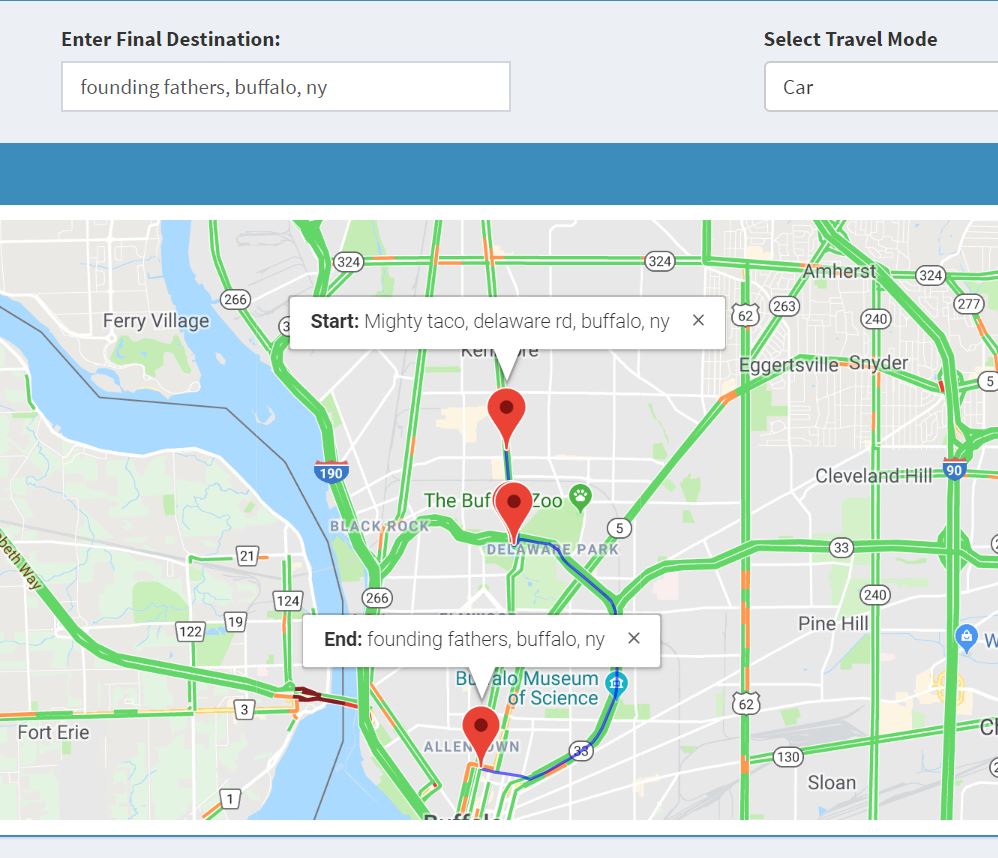 Enter Final Destination:
Select Travel Mode
founding fathers, buffalo, ny
Car
324
324
Amherst
324
266
263
277
62
240
Ferry Village
Start: Mighty taco, delaware rd, buffalo, ny ×
Eggertsville
Snyder
5
190
Cleveland Hill
90
The Buf
Zoo
BLACK ROCK
5
DELAWARE PARK
33
beth Way
21
124
266
240
19
122
Pine Hill
End: founding fathers, buffalo, ny ×
W
Buffalo Museum
of Science
62
3
Fort Erie
ALLENTOWN
33
130
Sloan
1
Buffalo